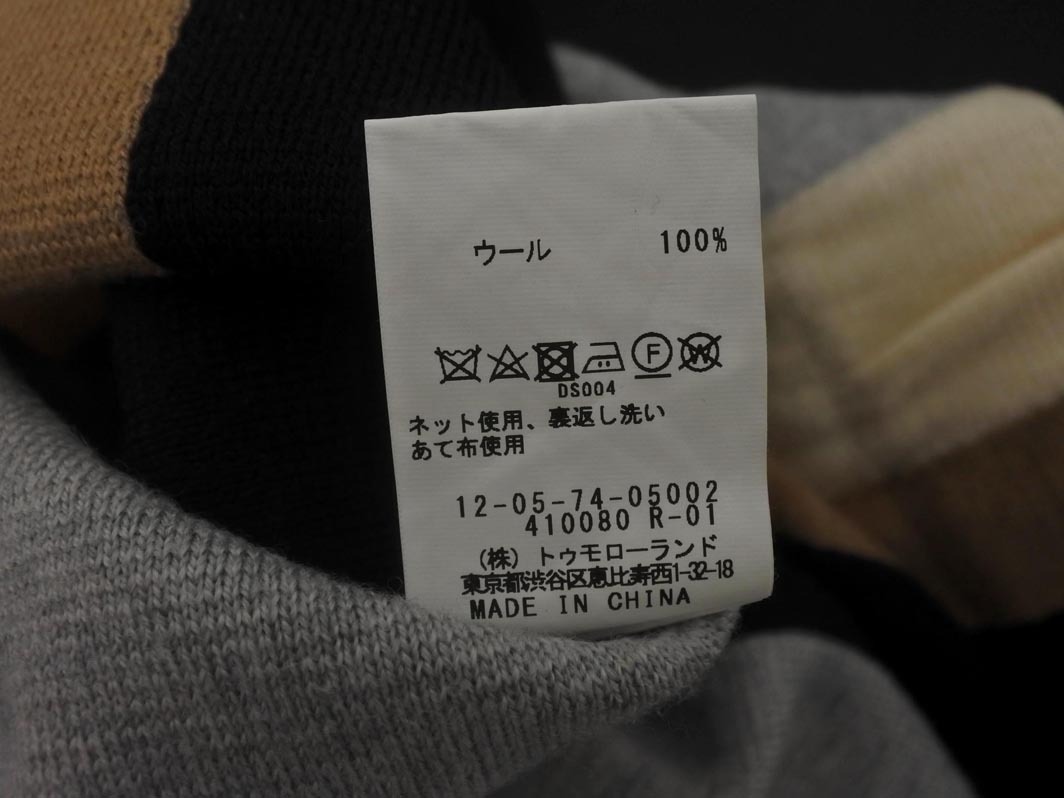 ウール 100%
F W
DS004
ネット使用、裏返し洗い
あて布使用
12-05-74-05002
410080 R-01
(株) トゥモローランド
東京都渋谷区恵比寿西1-32-18
MADE IN CHINA